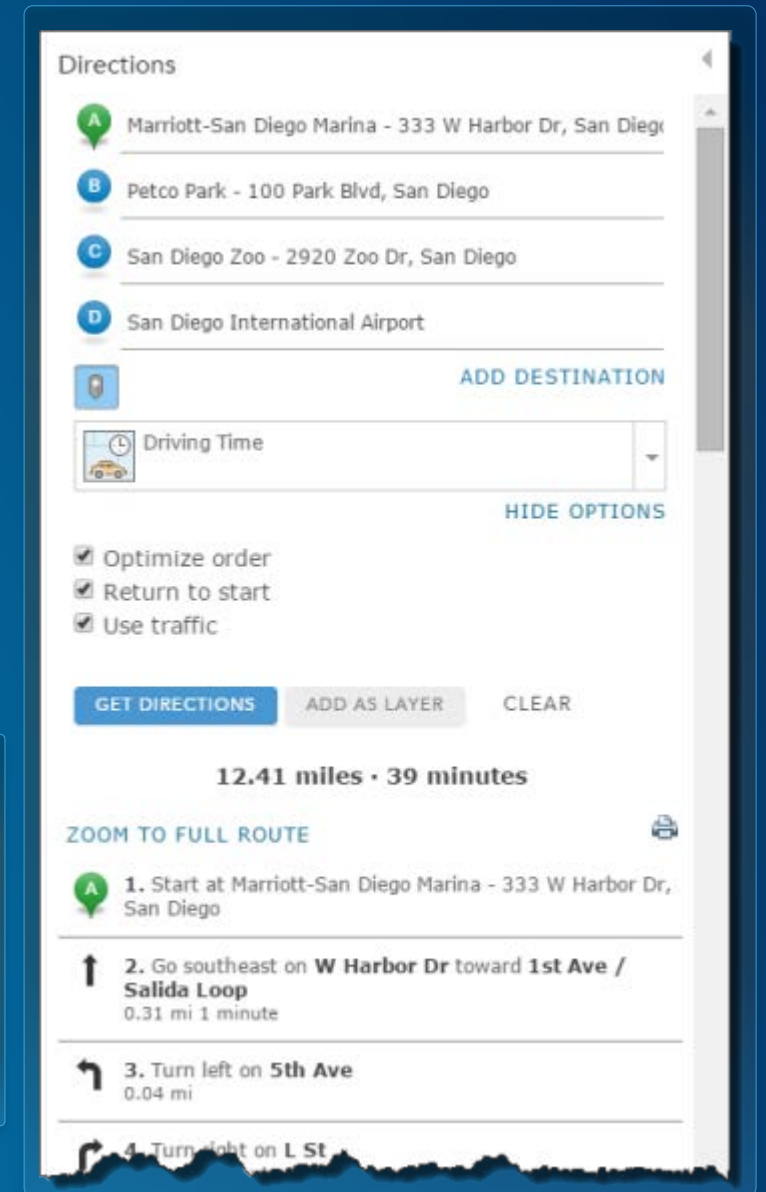 Directions
A
Marriott-San Diego Marina - 333 W Harbor Dr, San Dieg
B
Petco Park - 100 Park Blvd, San Diego
C
San Diego Zoo - 2920 Zoo Dr, San Diego
D
San Diego International Airport
ADD DESTINATION
Driving Time
HIDE OPTIONS
Optimize order
Return to start
Use traffic
GET DIRECTIONS ADD AS LAYER CLEAR
12.41 miles · 39 minutes
ZOOM TO FULL ROUTE
A
1. Start at Marriott-San Diego Marina - 333 W Harbor Dr,
San Diego
2. Go southeast on W Harbor Dr toward 1st Ave /
Salida Loop
0.31 mi 1 minute
3. Turn left on 5th Ave
0.04 mi
4. Turn right on L St